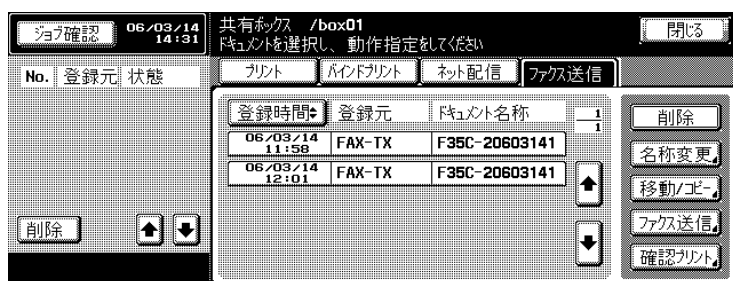 ジョブ確認
06/03/14
14:31
共有ボックス /box01
ドキュメントを選択し、動作指定をしてください
閉じる
No. 登録元 状態
プリント バインドプリント ネット配信 ファクス送信
登録時間 登録元 ドキュメント名称
1
1
06/03/14
11:58
FAX-TX
F35C-20603141
06/03/14
12:01
FAX-TX
F35C-20603141
削除
名称変更
移動/コピー
ファクス送信
確認プリント
削除